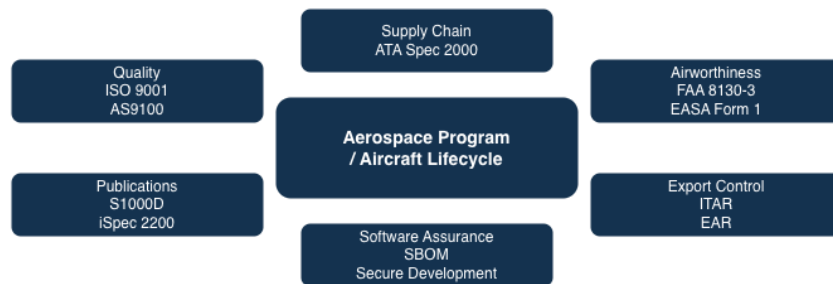 Supply Chain
ATA Spec 2000
Quality
ISO 9001
AS9100
Airworthiness
FAA 8130-3
EASA Form 1
Aerospace Program
/ Aircraft Lifecycle
Publications
S1000D
iSpec 2200
Export Control
ITAR
EAR
Software Assurance
SBOM
Secure Development